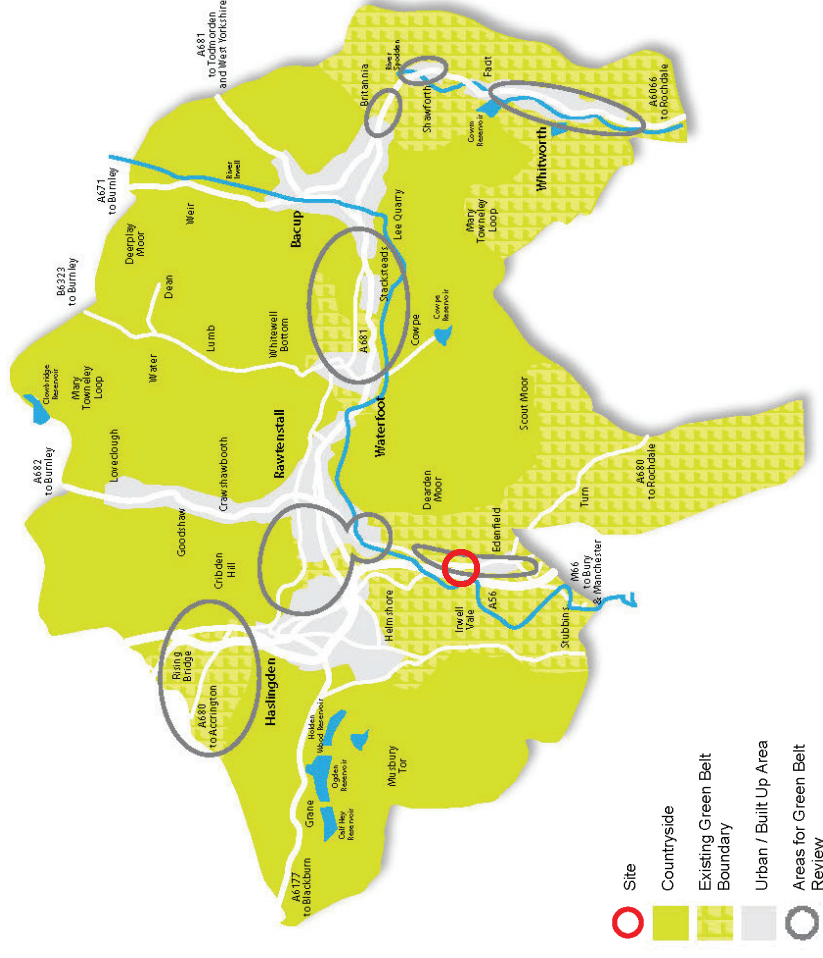 A681
to Todmorden
and West Yorkshire
A671
to Burnley
B6323
to Burnley
A682
to Burnley
Clowbridge
Reservoir
Mary
Towneley
Loop
Loveclough
Goodshaw
Crawshawbooth
Cribden
Hill
Rawtenstall
Water
Dean
Lumb
Whitewell
Bottom
Deerplay
Moor
Weir
River
Irwell
Bacup
Britannia
River
Spodden
Shawforth
Facit
Cowm
Reservoir
Whitworth
A6066
to Rochdale
Mary
Towneley
Loop
Lee Quarry
Stacksteads
A681
Cowpe
Cowpe
Reservoir
Waterfoot
Scout Moor
Dearden
Moor
Edenfield
Turn
A680
to Rochdale
M66
to Bury
& Manchester
Stubbins
A56
Irwell
Vale
Helmshore
Haslingden
Rising
Bridge
A680
to Accrington
Holden
Wood Reservoir
Ogden
Reservoir
Calf Hey
Reservoir
Grane
Musbury
Tor
A6177
to Blackburn
Site
Countryside
Existing Green Belt
Boundary
Urban / Built Up Area
Areas for Green Belt
Review